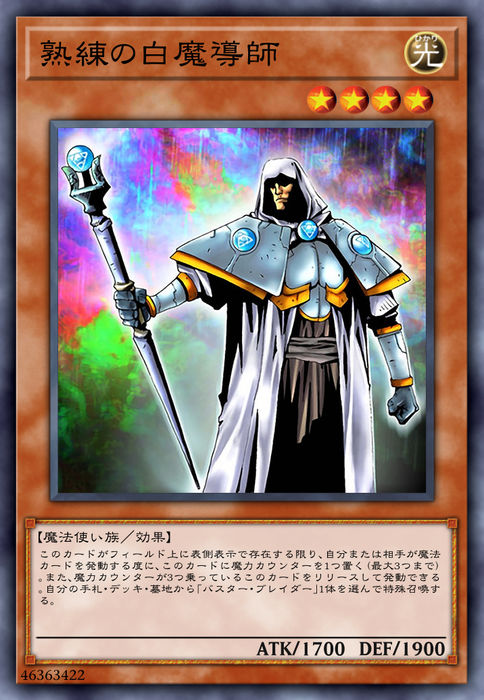 熟練の白魔導師
ひかり
光
【魔法使い族／効果】
このカードがフィールド上に表側表示で存在する限り、自分または相手が魔法
カードを発動する度に、このカードに魔力カウンターを1つ置く（最大3つまで）
。また、魔力カウンターが3つ乗っているこのカードをリリースして発動できる
。自分の手札・デッキ・墓地から「バスター・ブレイダー」1体を選んで特殊召喚す
る。
ATK/1700 DEF/1900
46363422